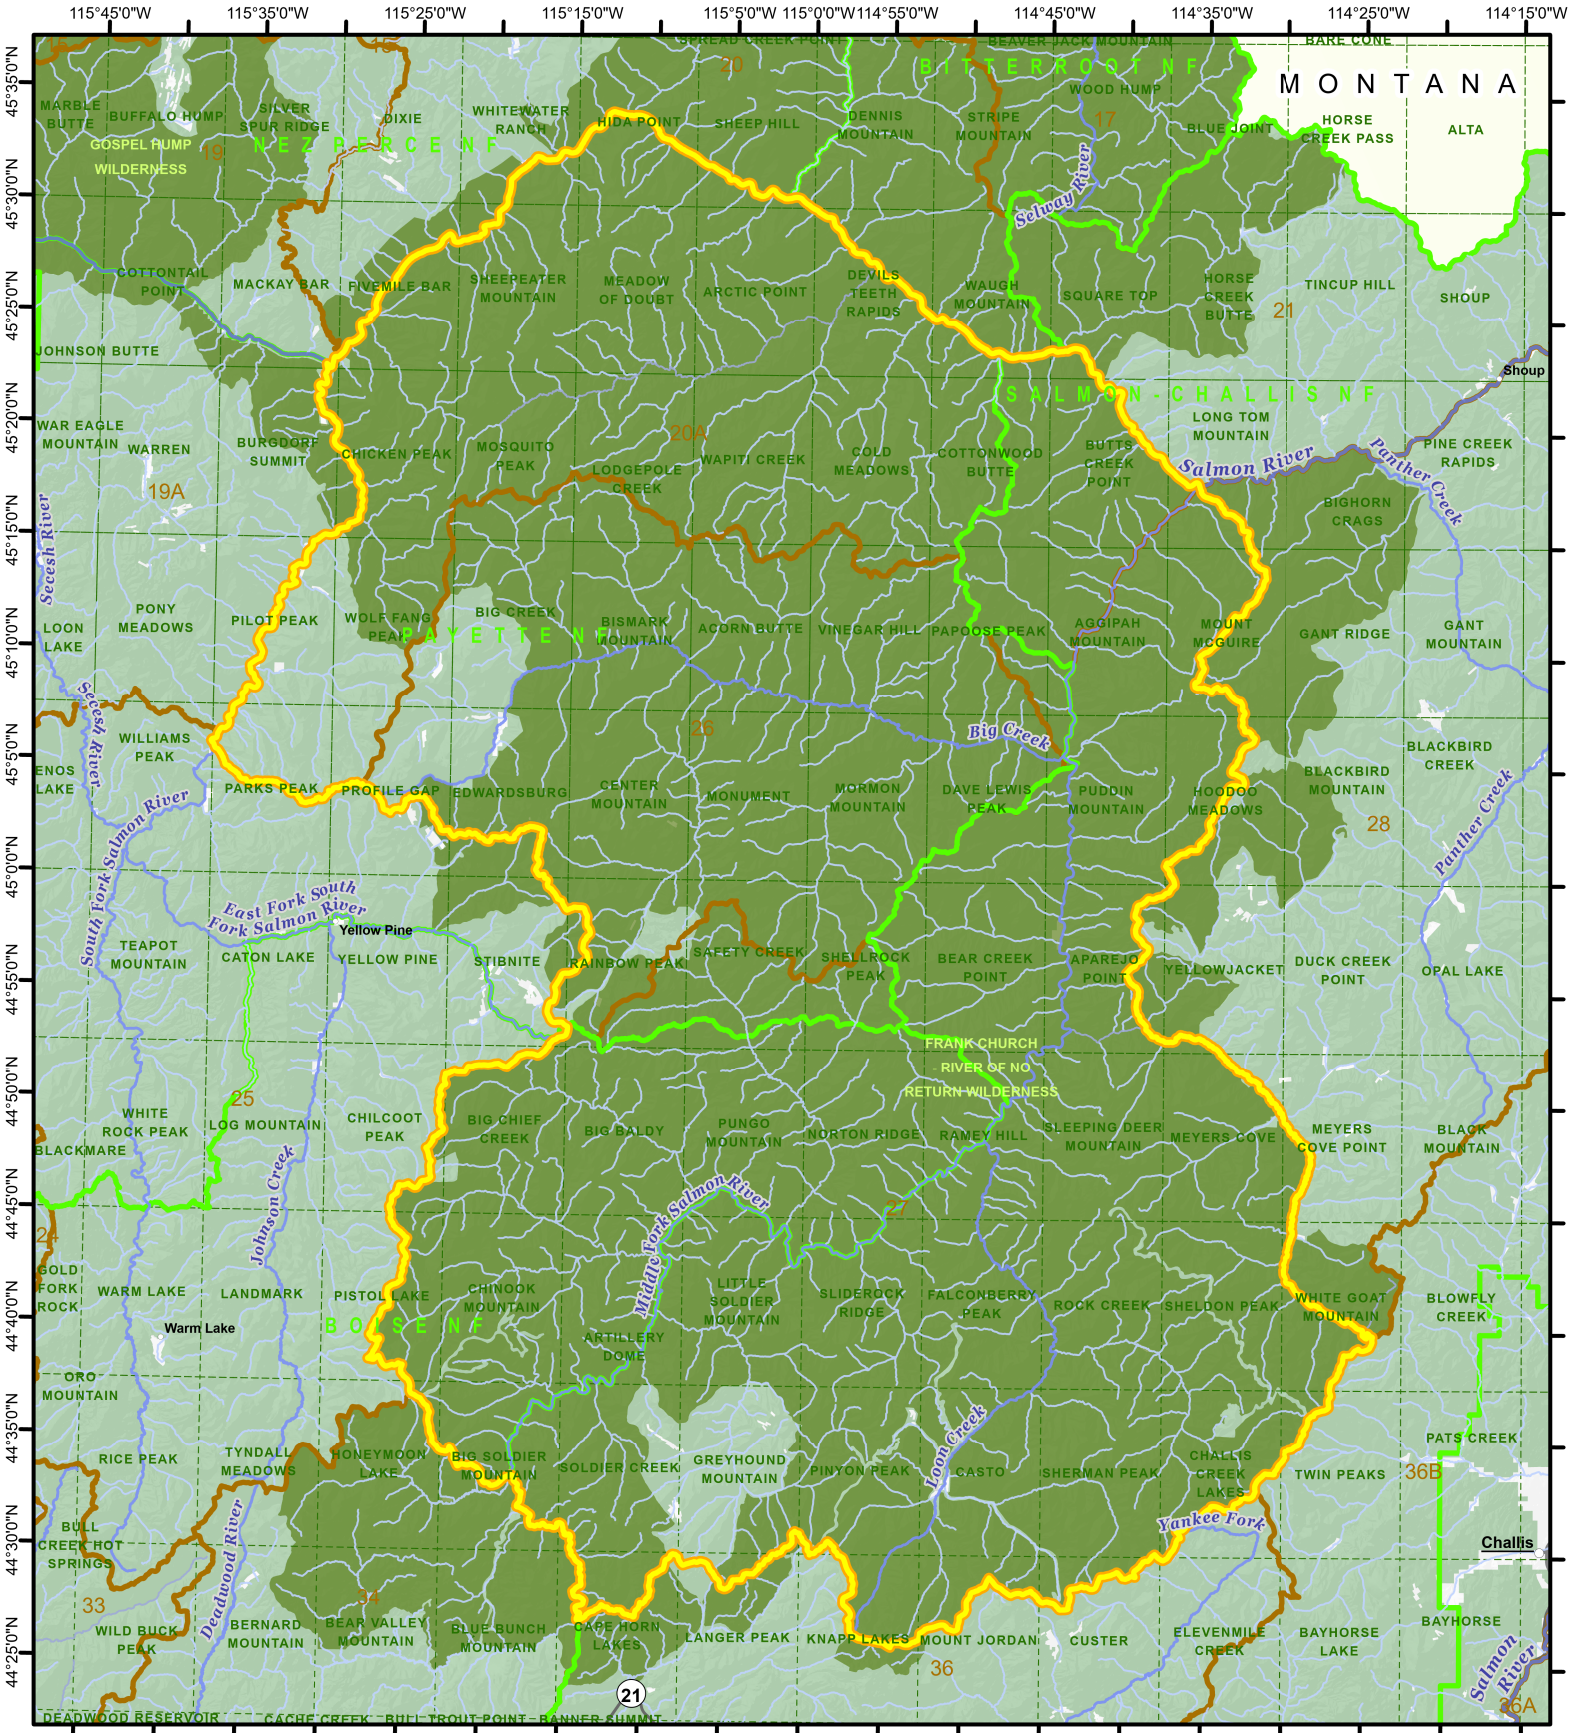 115°45'0"W
115°35'0"W
115°25'0"W
115°15'0"W
115°5'0"W
115°0'0"W
114°55'0"W
114°45'0"W
114°35'0"W
114°25'0"W
114°15'0"W
45°35'0"N
45°30'0"N
45°25'0"N
45°20'0"N
45°15'0"N
45°10'0"N
45°5'0"N
45°0'0"N
44°55'0"N
44°50'0"N
44°45'0"N
44°40'0"N
44°35'0"N
44°30'0"N
44°25'0"N
15
15
SPREAD CREEK POINT
20
BEAVER JACK MOUNTAIN
BARE CONE
BITTERROOT NF
MONTANA
WOOD HUMP
MARBLE
BUTTE
BUFFALO HUMP
SILVER
SPUR RIDGE
DIXIE
WHITEWATER
RANCH
HIDA POINT
SHEEP HILL
DENNIS
MOUNTAIN
STRIPE
MOUNTAIN
17
BLUE JOINT
HORSE
CREEK PASS
ALTA
GOSPEL HUMP
WILDERNESS
19
NEZ PERCE NF
Selway River
COTTONTAIL
POINT
MACKAY BAR
FIVEMILE BAR
SHEEPEATER
MOUNTAIN
MEADOW
OF DOUBT
ARCTIC POINT
DEVILS
TEETH
RAPIDS
WAUGH
MOUNTAIN
SQUARE TOP
HORSE
CREEK
BUTTE
21
TINCUP HILL
SHOUP
JOHNSON BUTTE
Shoup
SALMON-CHALLIS NF
WAR EAGLE
MOUNTAIN
WARREN
BURGDORF
SUMMIT
CHICKEN PEAK
MOSQUITO
PEAK
20A
LODGEPOLE
CREEK
WAPITI CREEK
COLD
MEADOWS
COTTONWOOD
BUTTE
BUTTS
CREEK
POINT
LONG TOM
MOUNTAIN
Salmon River
Panther Creek
PINE CREEK
RAPIDS
19A
BIGHORN
CRAGS
Secesh River
PONY
MEADOWS
LOON
LAKE
PILOT PEAK
WOLF FANG
PEAK
BIG CREEK
PAYETTE NF
BISMARK
MOUNTAIN
ACORN BUTTE
VINEGAR HILL
PAPOOSE PEAK
AGGIPAH
MOUNTAIN
MOUNT
MCGUIRE
GANT RIDGE
GANT
MOUNTAIN
Secesh River
WILLIAMS
PEAK
26
Big Creek
BLACKBIRD
CREEK
ENOS
LAKE
PARKS PEAK
PROFILE GAP
EDWARDSBURG
CENTER
MOUNTAIN
MONUMENT
MORMON
MOUNTAIN
DAVE LEWIS
PEAK
PUDDIN
MOUNTAIN
HOODOO
MEADOWS
BLACKBIRD
MOUNTAIN
28
Panther Creek
South Fork Salmon River
East Fork South
Fork Salmon River
Yellow Pine
TEAPOT
MOUNTAIN
CATON LAKE
YELLOW PINE
STIBNITE
RAINBOW PEAK
SAFETY CREEK
SHELLROCK
PEAK
BEAR CREEK
POINT
APAREJO
POINT
YELLOWJACKET
DUCK CREEK
POINT
OPAL LAKE
FRANK CHURCH
- RIVER OF NO
RETURN WILDERNESS
25
WHITE
ROCK PEAK
LOG MOUNTAIN
CHILCOOT
PEAK
BIG CHIEF
CREEK
BIG BALDY
PUNGO
MOUNTAIN
NORTON RIDGE
RAMEY HILL
SLEEPING DEER
MOUNTAIN
MEYERS COVE
MEYERS
COVE POINT
BLACK
MOUNTAIN
BLACKMARE
Johnson Creek
Middle Fork Salmon River
27
24
GOLD
FORK
ROCK
WARM LAKE
LANDMARK
PISTOL LAKE
CHINOOK
MOUNTAIN
LITTLE
SOLDIER
MOUNTAIN
SLIDEROCK
RIDGE
FALCONBERRY
PEAK
ROCK CREEK
SHELDON PEAK
WHITE GOAT
MOUNTAIN
BLOWFLY
CREEK
Warm Lake
BOISE NF
ARTILLERY
DOME
ORO
MOUNTAIN
RICE PEAK
TYNDALL
MEADOWS
HONEYMOON
LAKE
BIG SOLDIER
MOUNTAIN
SOLDIER CREEK
GREYHOUND
MOUNTAIN
PINYON PEAK
Loon Creek
CASTO
SHERMAN PEAK
CHALLIS
CREEK
LAKES
TWIN PEAKS
PATS CREEK
36B
Yankee Fork
BULL
CREEK HOT
SPRINGS
Challis
Deadwood River
33
34
WILD BUCK
PEAK
BERNARD
MOUNTAIN
BEAR VALLEY
MOUNTAIN
BLUE BUNCH
MOUNTAIN
CAPE HORN
LAKES
LANGER PEAK
KNAPP LAKES
MOUNT JORDAN
CUSTER
ELEVENMILE
CREEK
BAYHORSE
LAKE
BAYHORSE
36
21
Salmon
River
36A
DEADWOOD RESERVOIR
CACHE CREEK
BULL TROUT POINT
BANNER SUMMIT